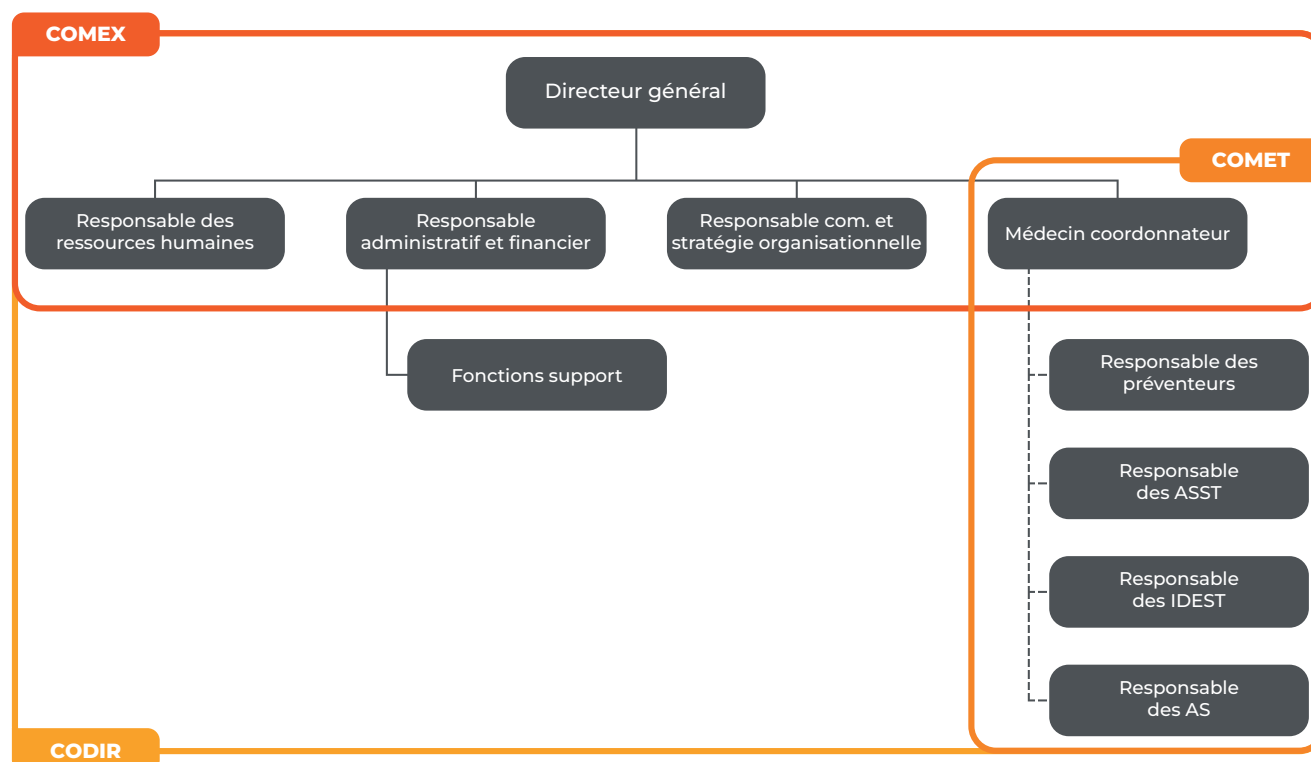 COMEX
Directeur général
COMET
Responsable des
ressources humaines
Responsable
administratif et financier
Responsable com. et
stratégie organisationnelle
Médecin coordonnateur
Fonctions support
Responsable des
préventeurs
Responsable
des ASST
Responsable
des IDEST
Responsable
des AS
CODIR